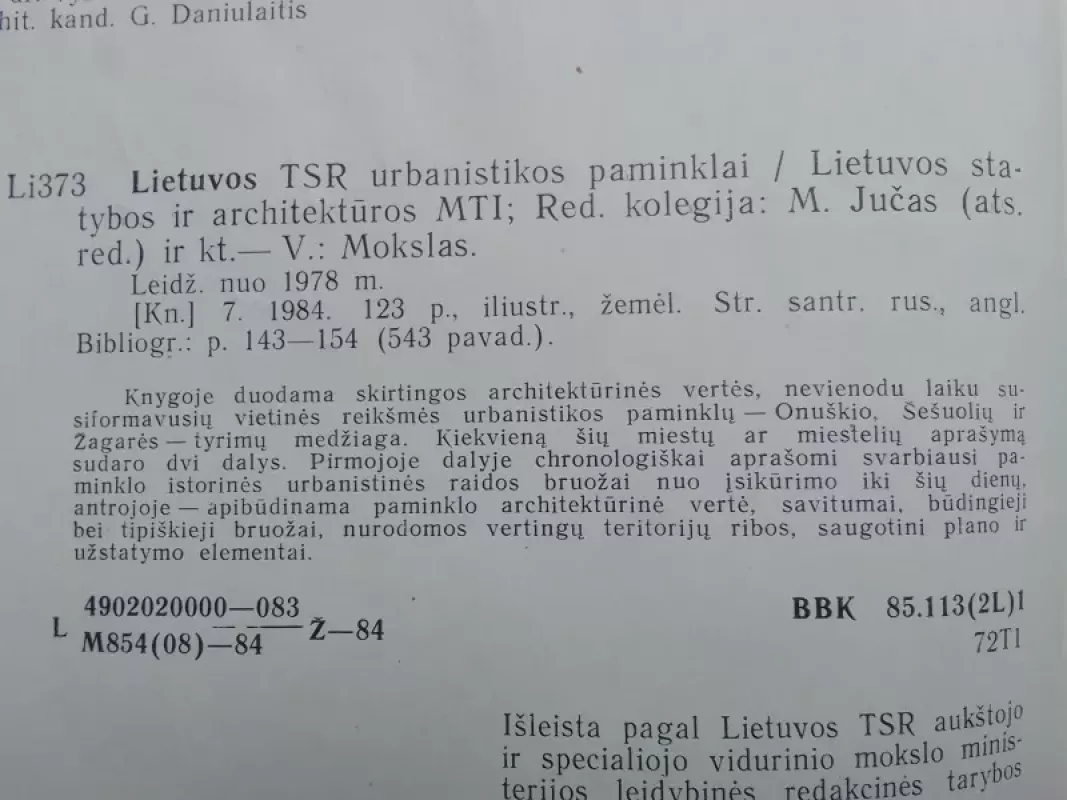 hit. kand. G. Daniulaitis
Li373 Lietuvos TSR urbanistikos paminklai / Lietuvos sta-
tybos ir architektūros MTI; Red. kolegija: M. Jučas (ats.
red.) ir kt.— V.: Mokslas.
Leidž. nuo 1978 m.
[Kn.] 7. 1984. 123 p., iliustr., žemėl. Str. santr. rus., angl.
Bibliogr.: p. 143—154 (543 pavad.).
Knygoje duodama skirtingos architektūrinės vertės, nevienodu laiku su-
siformavusių vietinės reikšmės urbanistikos paminklų — Onuškio, Šešuolių ir
Žagarės — tyrimų medžiaga. Kiekvieną šių miestų ar miestelių aprašymą
sudaro dvi dalys. Pirmojoje dalyje chronologiškai aprašomi svarbiausi pa-
minklo istorinės urbanistinės raidos bruožai nuo įsikūrimo iki šių dienų,
antrojoje — apibūdinama paminklo architektūrinė vertė, savitumai, būdingieji
bei tipiškieji bruožai, nurodomos vertingų teritorijų ribos, saugotini plano ir
užstatymo elementai.
4902020000—083
L M854(08)—84 Ž—84
BBK 85.113(2L)1
72T1
Išleista pagal Lietuvos TSR aukštojo
ir specialiojo vidurinio mokslo minis-
terijos leidybinės redakcinės tarybos